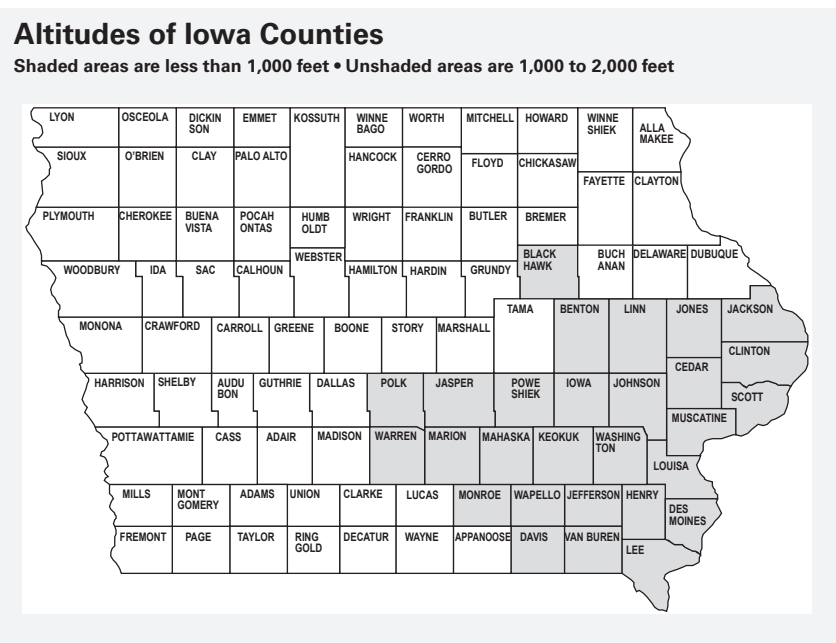 Altitudes of Iowa Counties
Shaded areas are less than 1,000 feet • Unshaded areas are 1,000 to 2,000 feet
LYON
OSCEOLA
DICKIN
SON
EMMET
KOSSUTH
WINNE
BAGO
WORTH
MITCHELL
HOWARD
WINNE
SHIEK
ALLA
MAKEE
SIOUX
O'BRIEN
CLAY
PALO ALTO
HANCOCK
CERRO
GORDO
FLOYD
CHICKASAW
FAYETTE
CLAYTON
PLYMOUTH
CHEROKEE
BUENA
VISTA
POCAH
ONTAS
HUMB
OLDT
WRIGHT
FRANKLIN
BUTLER
BREMER
WEBSTER
BLACK
HAWK
BUCH
ANAN
DELAWARE
DUBUQUE
WOODBURY
IDA
SAC
CALHOUN
HAMILTON
HARDIN
GRUNDY
TAMA
BENTON
LINN
JONES
JACKSON
MONONA
CRAWFORD
CARROLL
GREENE
BOONE
STORY
MARSHALL
CLINTON
CEDAR
HARRISON
SHELBY
AUDU
BON
GUTHRIE
DALLAS
POLK
JASPER
POWE
SHIEK
IOWA
JOHNSON
SCOTT
MUSCATINE
POTTAWATTAMIE
CASS
ADAIR
MADISON
WARREN
MARION
MAHASKA
KEOKUK
WASHING
TON
LOUISA
MILLS
MONT
GOMERY
ADAMS
UNION
CLARKE
LUCAS
MONROE
WAPELLO
JEFFERSON
HENRY
DES
MOINES
FREMONT
PAGE
TAYLOR
RING
GOLD
DECATUR
WAYNE
APPANOOSE
DAVIS
VAN BUREN
LEE